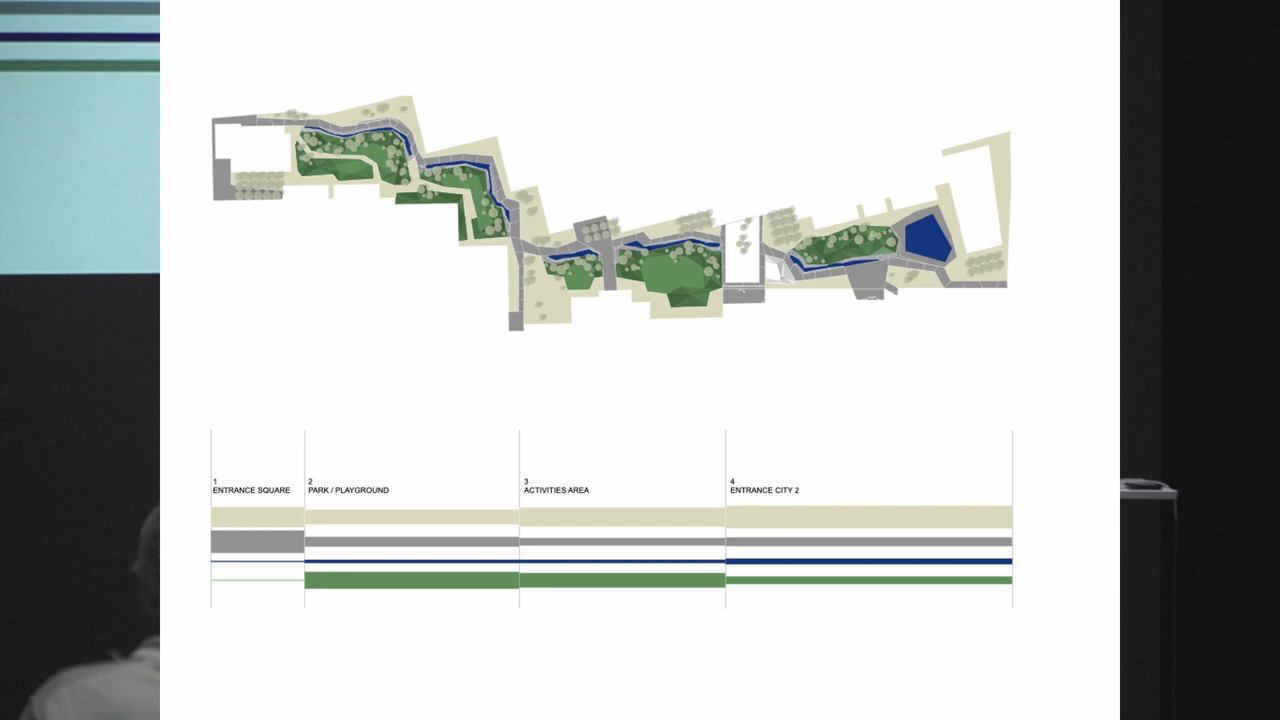 1
ENTRANCE SQUARE
2
PARK / PLAYGROUND
3
ACTIVITIES AREA
4
ENTRANCE CITY 2